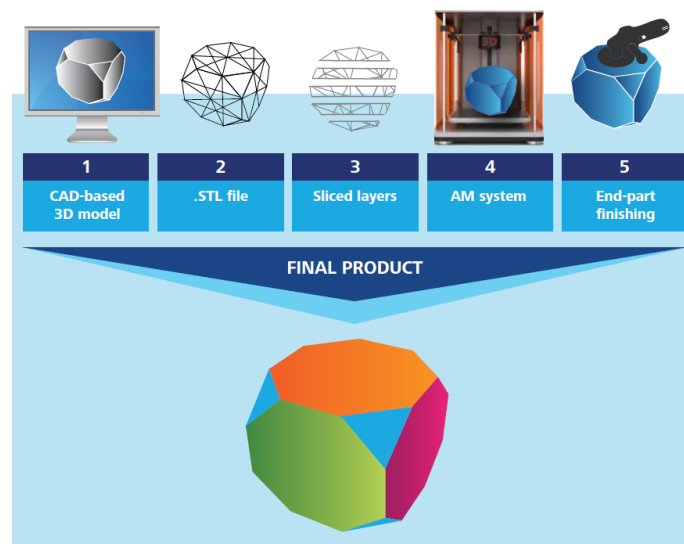 3D
1
CAD-based
3D model
2
.STL file
3
Sliced layers
4
AM system
5
End-part
finishing
FINAL PRODUCT